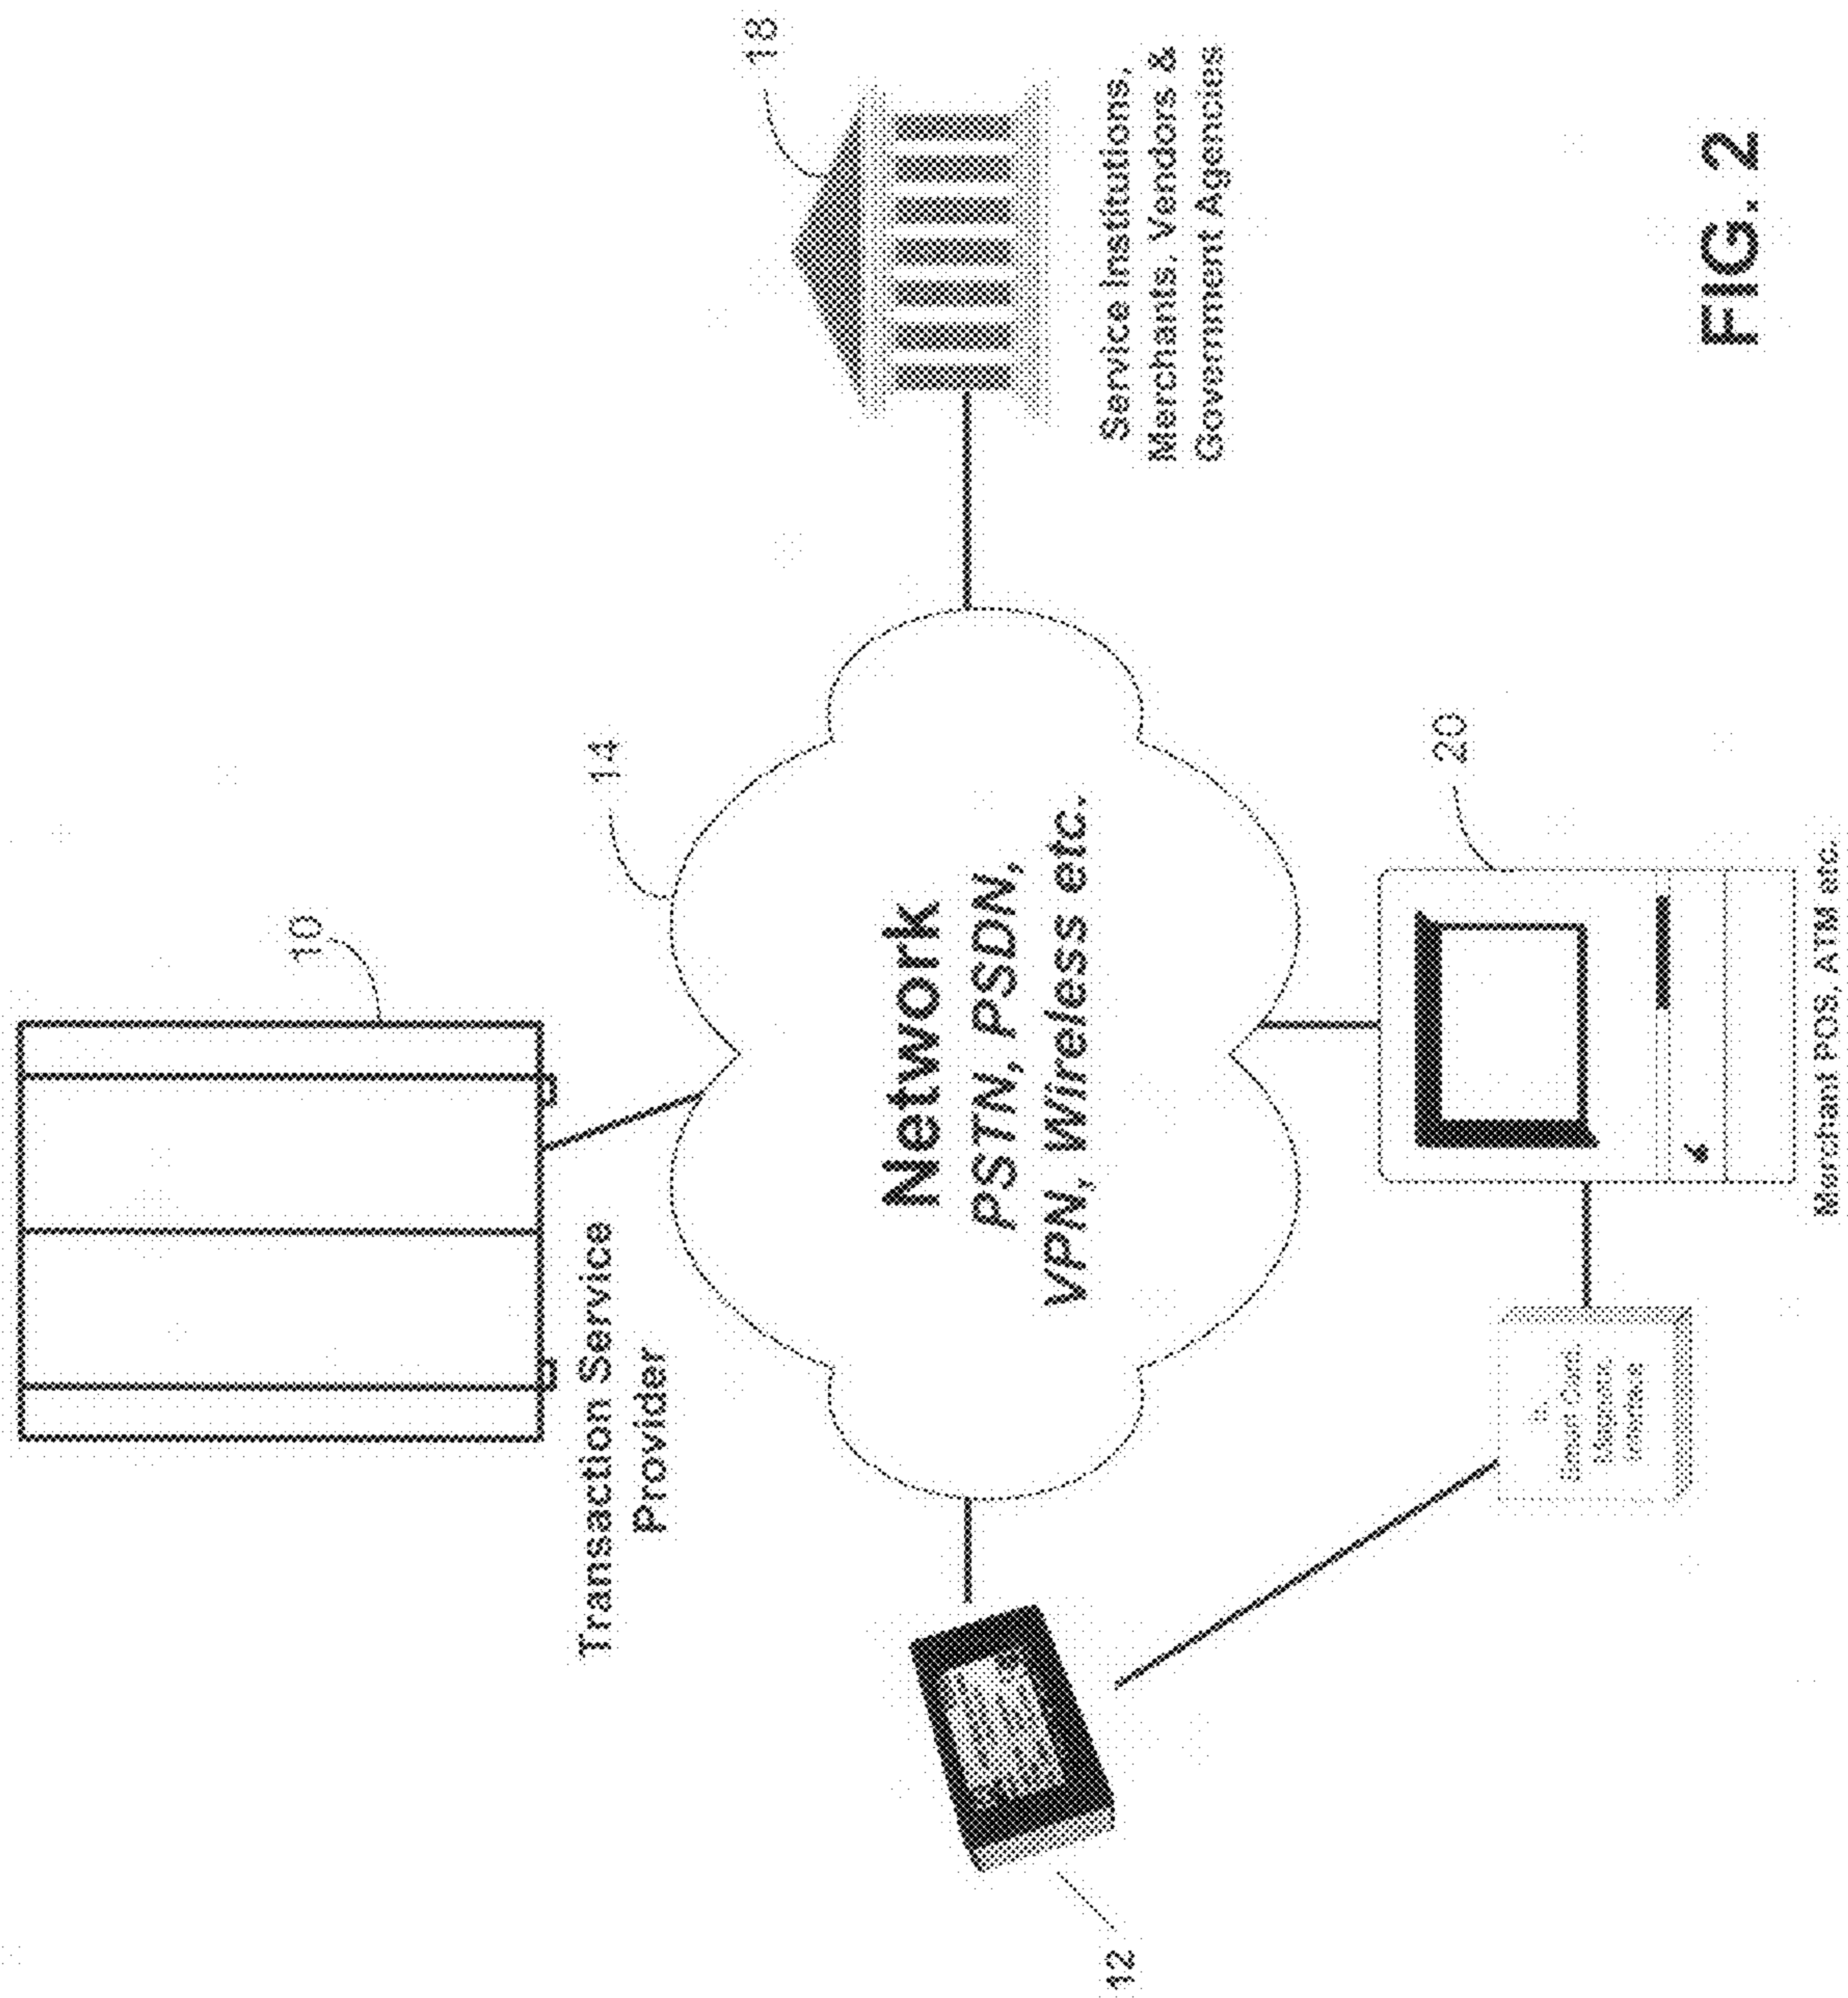 10
Transaction Service
Provider
14
Network
PSTN, PSDN,
VPN, Wireless etc.
18
Service Institutions,
Merchants, Vendors &
Government Agencies
12
20
Merchant POS, ATM etc.
FIG. 2